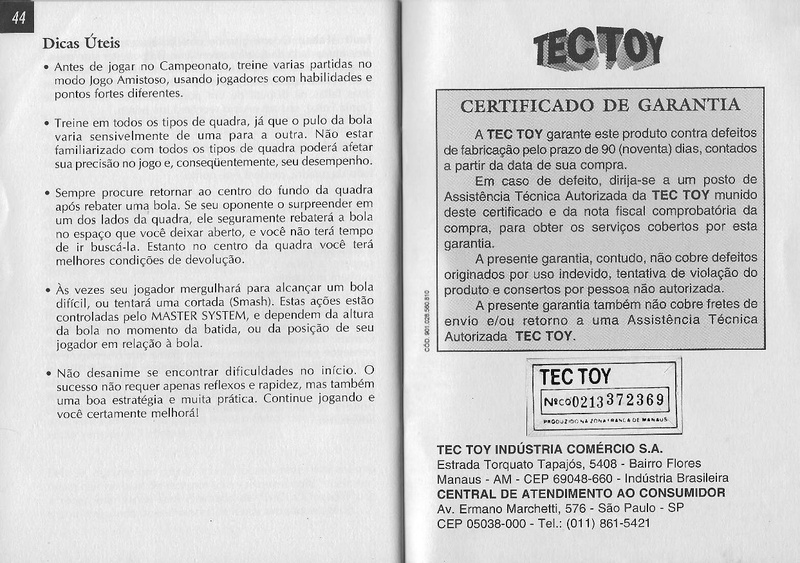 44
Dicas Úteis
• Antes de jogar no Campeonato, treine varias partidas no
modo Jogo Amistoso, usando jogadores com habilidades e
pontos fortes diferentes.
• Treine em todos os tipos de quadra, já que o pulo da bola
varia sensivelmente de uma para a outra. Não estar
familiarizado com todos os tipos de quadra poderá afetar
sua precisão no jogo e, conseqüentemente, seu desempenho.
• Sempre procure retornar ao centro do fundo da quadra
após rebater uma bola. Se seu oponente o surpreender em
um dos lados da quadra, ele seguramente rebaterá a bola
no espaço que você deixar aberto, e você não terá tempo
de ir buscá-la. Estanto no centro da quadra você terá
melhores condições de devolução.
• Às vezes seu jogador mergulhará para alcançar um bola
difícil, ou tentará uma cortada (Smash). Estas ações estão
controladas pelo MASTER SYSTEM, e dependem da altura
da bola no momento da batida, ou da posição de seu
jogador em relação à bola.
• Não desanime se encontrar dificuldades no início. O
sucesso não requer apenas reflexos e rapidez, mas também
uma boa estratégia e muita prática. Continue jogando e
você certamente melhorá!
TEC TOY
CERTIFICADO DE GARANTIA
A TEC TOY garante este produto contra defeitos
de fabricação pelo prazo de 90 (noventa) dias, contados
a partir da data de sua compra.
Em caso de defeito, dirija-se a um posto de
Assistência Técnica Autorizada da TEC TOY munido
deste certificado e da nota fiscal comprobatória da
compra, para obter os serviços cobertos por esta
garantia.
A presente garantia, contudo, não cobre defeitos
originados por uso indevido, tentativa de violação do
produto e consertos por pessoa não autorizada.
A presente garantia também não cobre fretes de
envio e/ou retorno a uma Assistência Técnica
Autorizada TEC TOY.
CÓD. 901.028.560.810
TEC TOY
Nº CO0213372369
PRODUZIDO NA ZONA FRANCA DE MANAUS
TEC TOY INDÚSTRIA COMÉRCIO S.A.
Estrada Torquato Tapajós, 5408 - Bairro Flores
Manaus - AM - CEP 69048-660 - Indústria Brasileira
CENTRAL DE ATENDIMENTO AO CONSUMIDOR
Av. Ermano Marchetti, 576 - São Paulo - SP
CEP 05038-000 - Tel.: (011) 861-5421